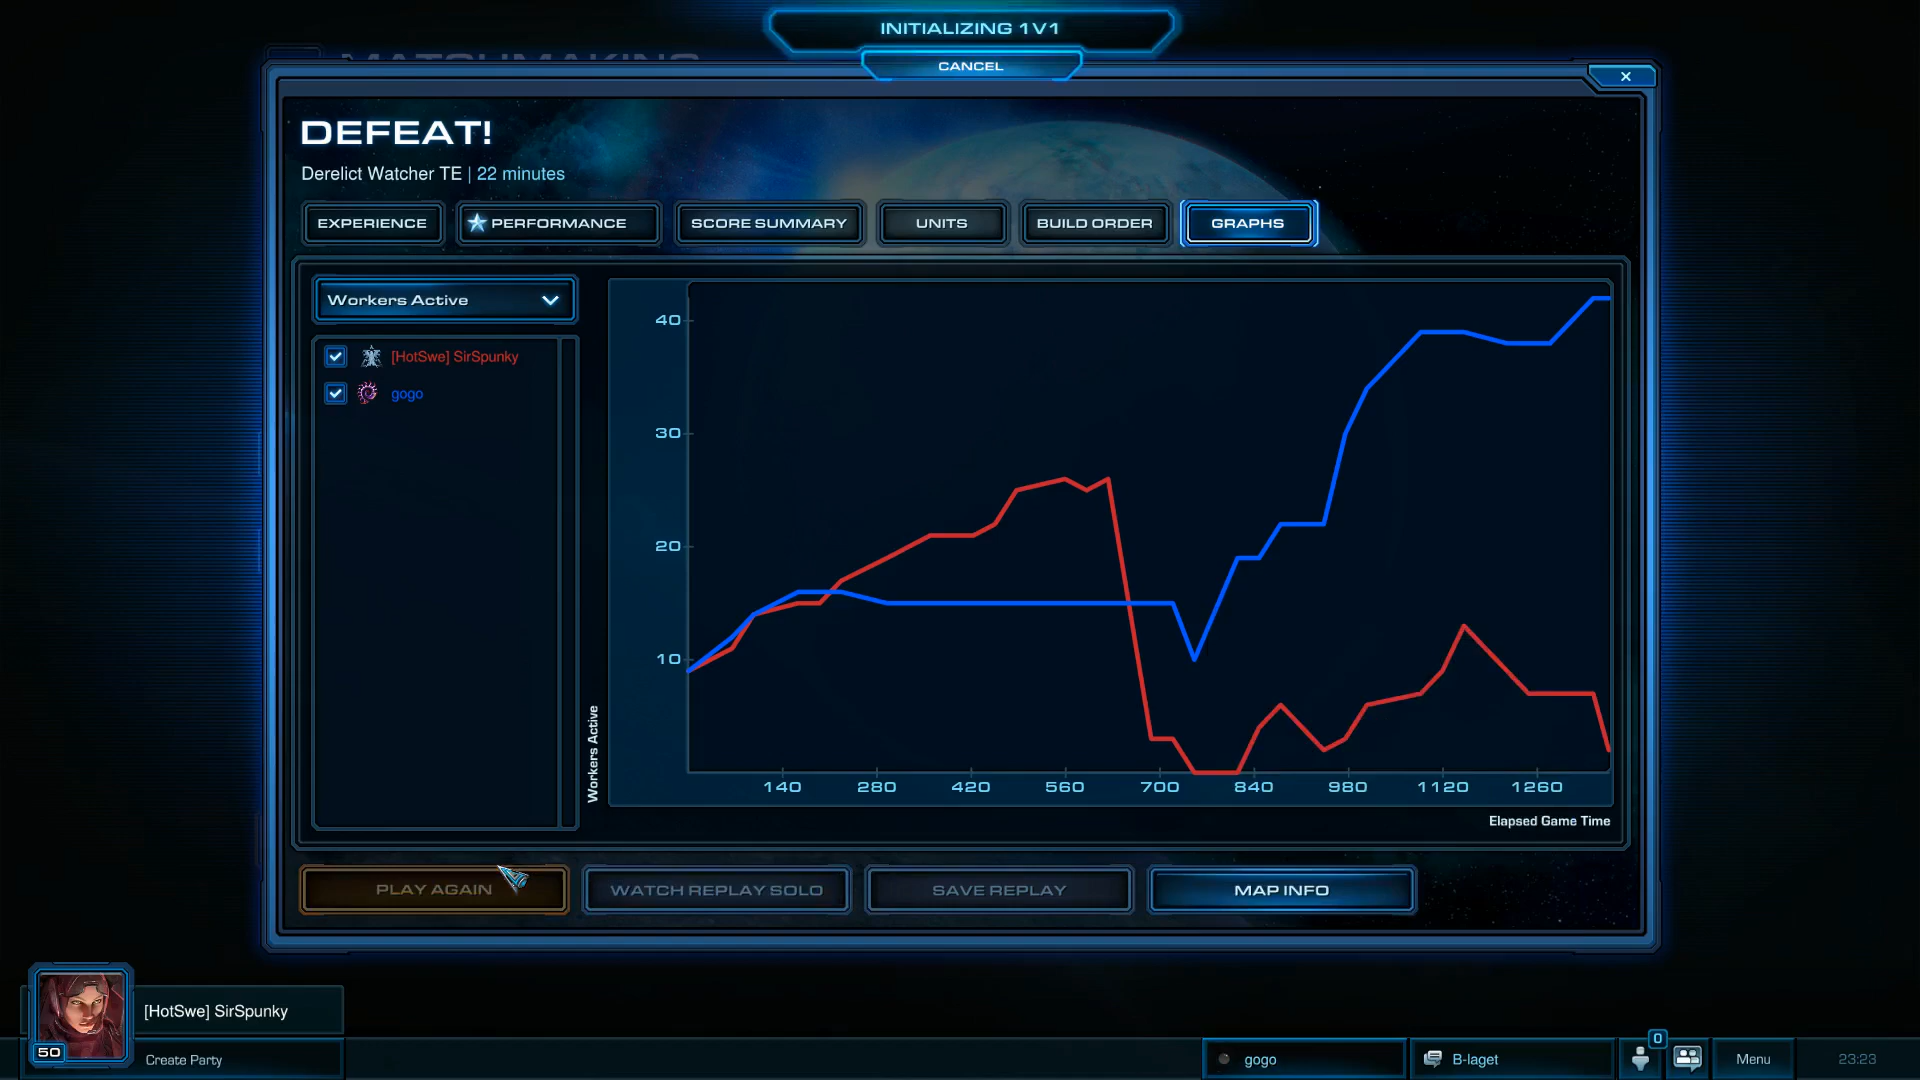 INITIALIZING 1V1
CANCEL
MATCHMAKING
X
DEFEAT!
Derelict Watcher TE | 22 minutes
EXPERIENCE
PERFORMANCE
SCORE SUMMARY
UNITS
BUILD ORDER
GRAPHS
Workers Active
[HotSwe] SirSpunky
gogo
Workers Active
40
30
20
10
140 280 420 560 700 840 980 1120 1260
Elapsed Game Time
PLAY AGAIN
WATCH REPLAY SOLO
SAVE REPLAY
MAP INFO
[HotSwe] SirSpunky
50
Create Party
gogo
B-laget
0
Menu
23:23